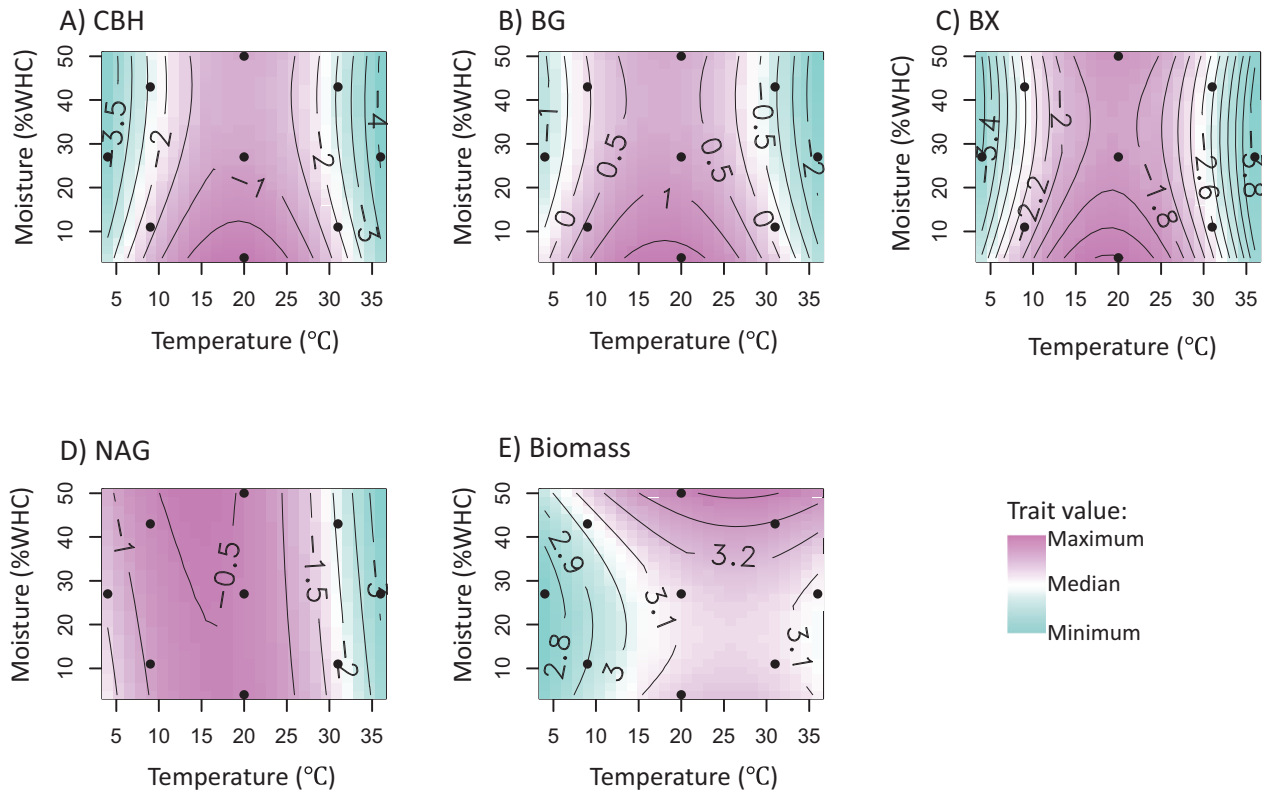 A) CBH
B) BG
C) BX
Moisture (%WHC)
50
40
30
20
10
−3.5
−2
−1
−2
−4
−3
5 10 15 20 25 30 35
Temperature (°C)
Moisture (%WHC)
50
40
30
20
10
−1
0
0.5
1
0.5
−0.5
0
−2
5 10 15 20 25 30 35
Temperature (°C)
Moisture (%WHC)
50
40
30
20
10
−3.4
−2.2
−2
−1.8
−2.6
−3.8
5 10 15 20 25 30 35
Temperature (°C)
D) NAG
E) Biomass
Moisture (%WHC)
50
40
30
20
10
−1
−0.5
−1.5
−2
−3
5 10 15 20 25 30 35
Temperature (°C)
Moisture (%WHC)
50
40
30
20
10
2.9
2.8
3
3.1
3.2
3.1
5 10 15 20 25 30 35
Temperature (°C)
Trait value:
Maximum
Median
Minimum